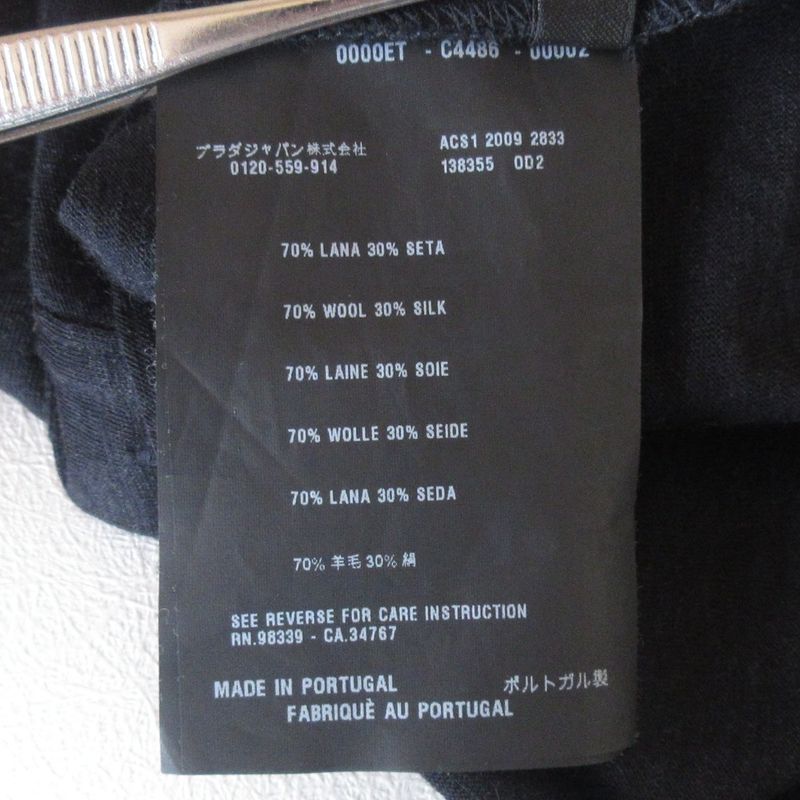 0000ET - C4486 - 00002
プラダジャパン株式会社
0120-559-914
ACS1 2009 2833
138355 OD2
70% LANA 30% SETA
70% WOOL 30% SILK
70% LAINE 30% SOIE
70% WOLLE 30% SEIDE
70% LANA 30% SEDA
70% 羊毛 30% 絹
SEE REVERSE FOR CARE INSTRUCTION
RN.98339 - CA.34767
MADE IN PORTUGAL
ポルトガル製
FABRIQUÈ AU PORTUGAL